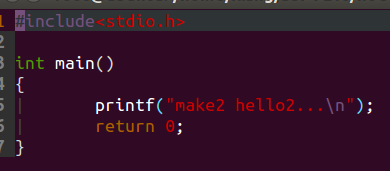 1 #include<stdio.h>
2
3 int main()
4 {
5 |       printf("make2 hello2...\n");
6 |       return 0;
7 }